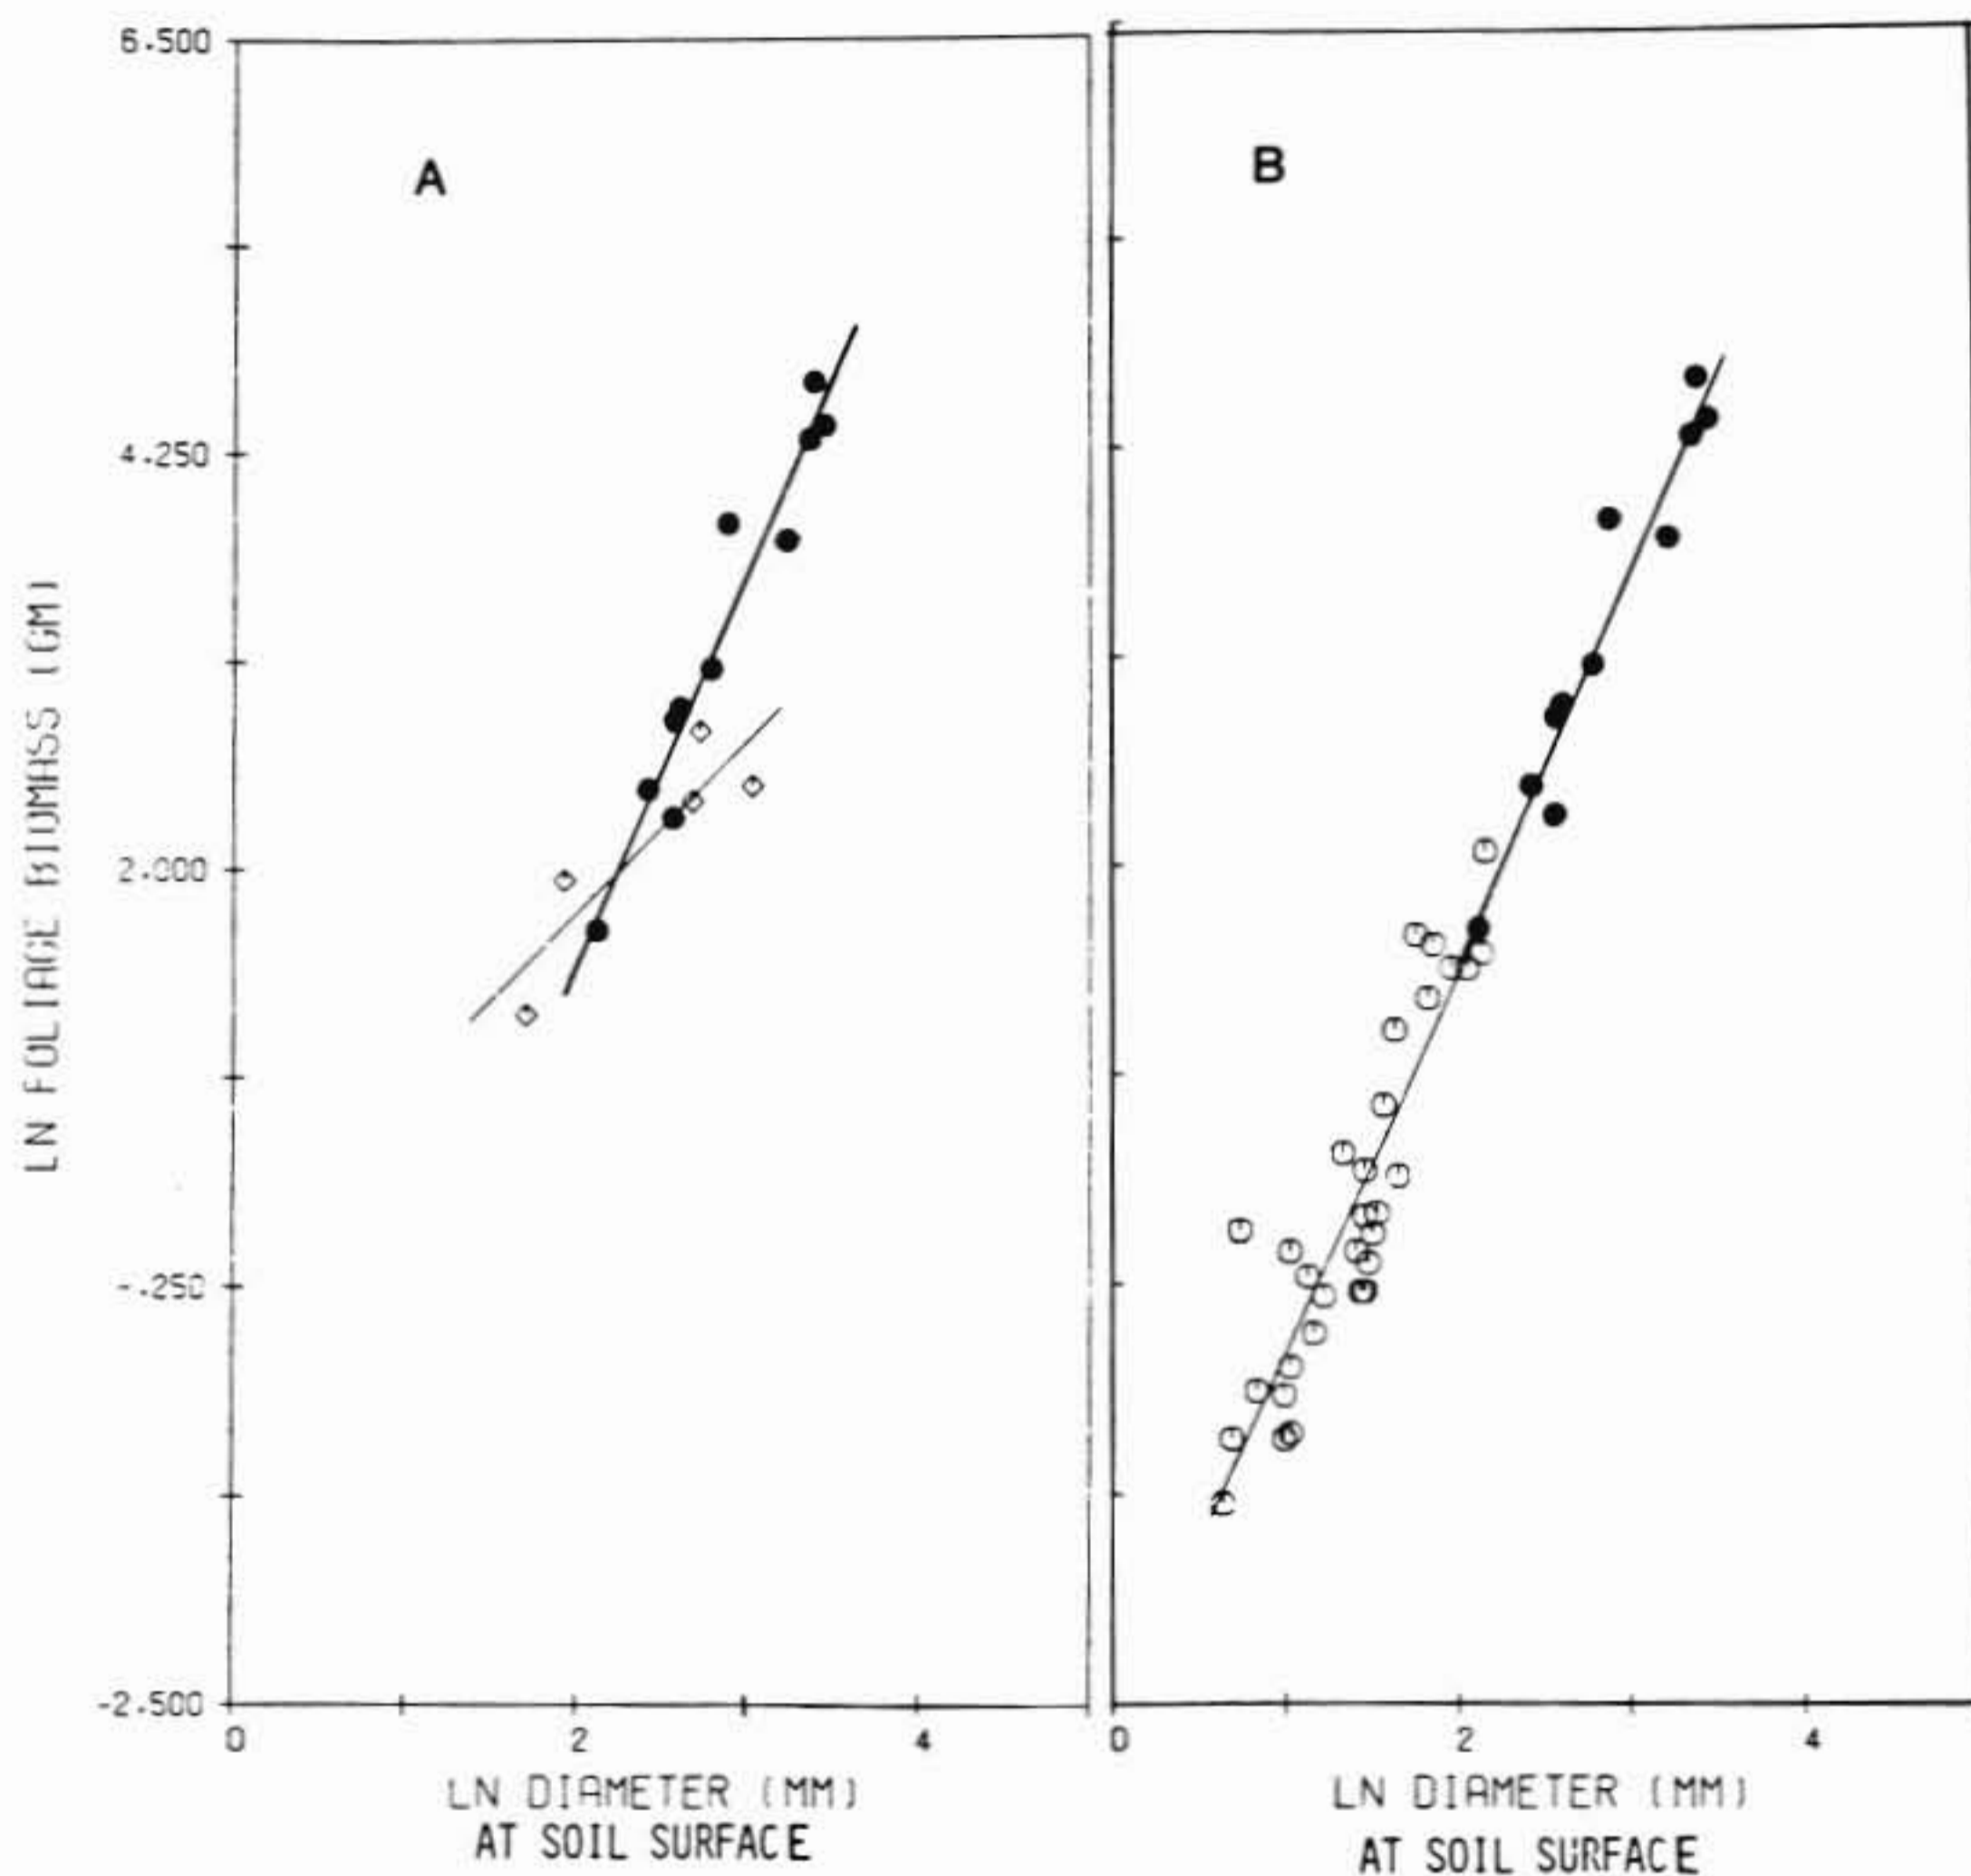 6.500
A
B
4.250
2.000
-.250
-2.500
LN FOLIAGE BIOMASS (GM)
0 2 4
0 2 4
LN DIAMETER (MM)
AT SOIL SURFACE
LN DIAMETER (MM)
AT SOIL SURFACE